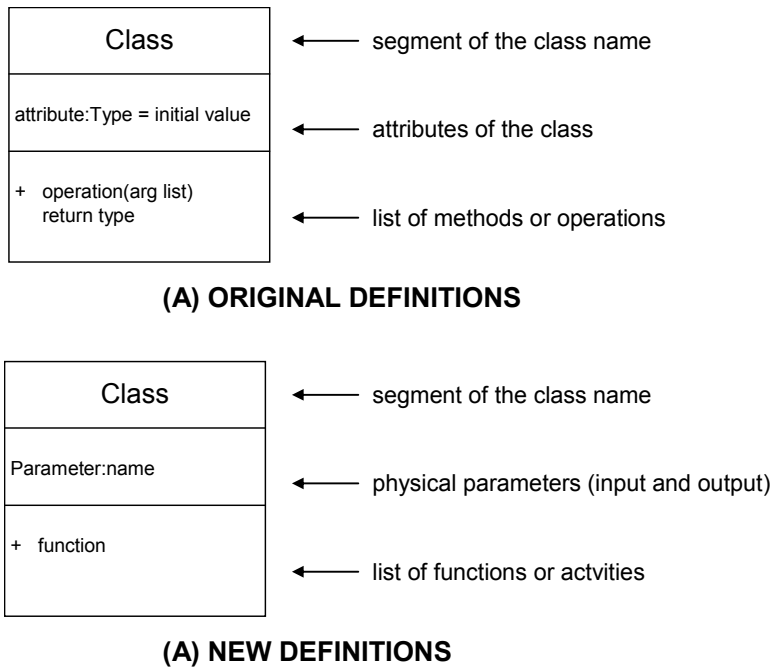 Class
segment of the class name
attribute:Type = initial value
attributes of the class
+ operation(arg list)
return type
list of methods or operations
(A) ORIGINAL DEFINITIONS
Class
segment of the class name
Parameter:name
physical parameters (input and output)
+ function
list of functions or actvities
(A) NEW DEFINITIONS